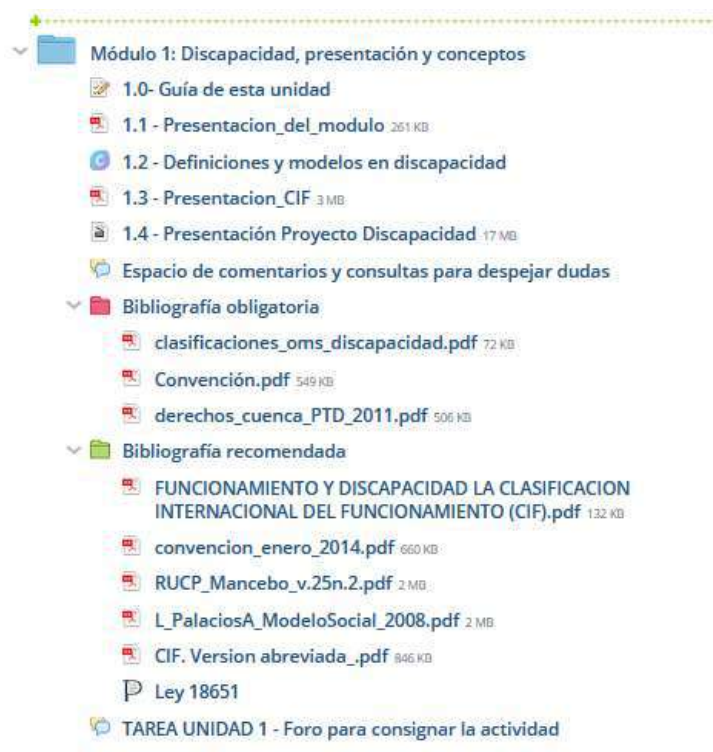 Módulo 1: Discapacidad, presentación y conceptos
1.0- Guía de esta unidad
1.1 - Presentacion_del_modulo 261 KB
1.2 - Definiciones y modelos en discapacidad
1.3 - Presentacion_CIF 3 MB
1.4 - Presentación Proyecto Discapacidad 17 MB
Espacio de comentarios y consultas para despejar dudas
Bibliografía obligatoria
clasificaciones_oms_discapacidad.pdf 72 KB
Convención.pdf 549 KB
derechos_cuenca_PTD_2011.pdf 506 KB
Bibliografía recomendada
FUNCIONAMIENTO Y DISCAPACIDAD LA CLASIFICACION
INTERNACIONAL DEL FUNCIONAMIENTO (CIF).pdf 132 KB
convencion_enero_2014.pdf 660 KB
RUCP_Mancebo_v.25n.2.pdf 2 MB
L_PalaciosA_ModeloSocial_2008.pdf 2 MB
CIF. Version abreviada_.pdf 846 KB
Ley 18651
TAREA UNIDAD 1 - Foro para consignar la actividad